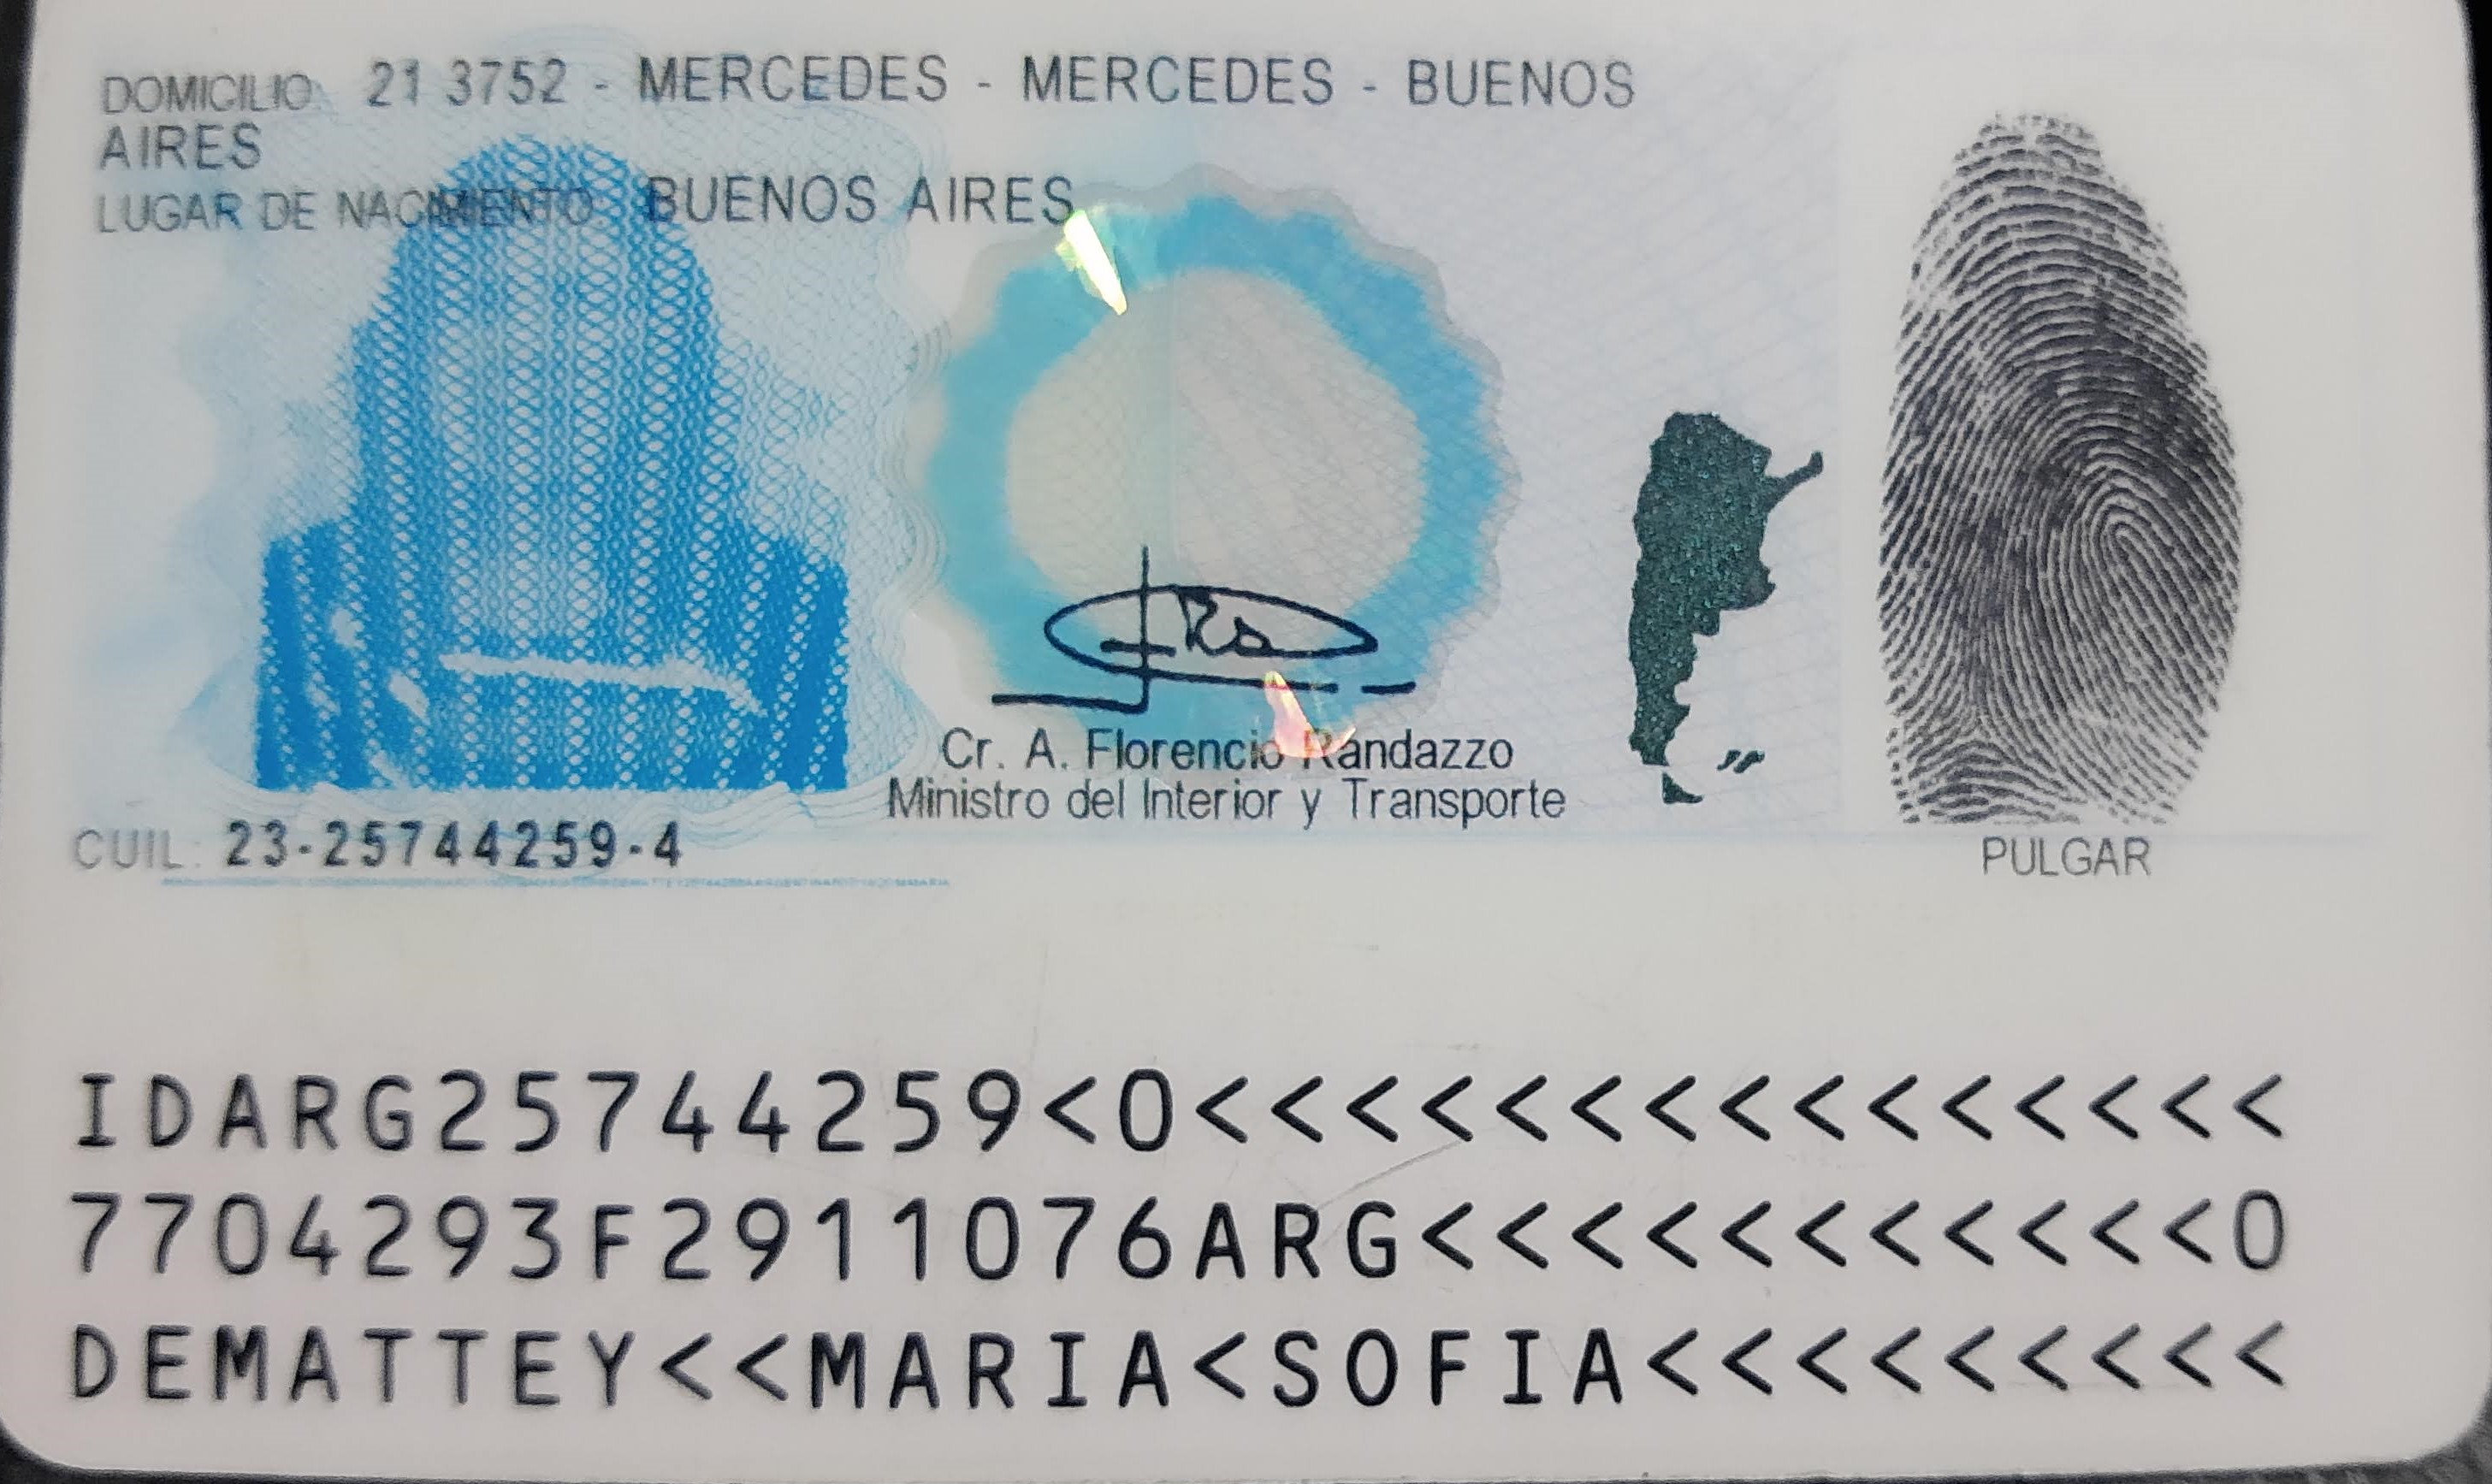 DOMICILIO: 21 3752 - MERCEDES - MERCEDES - BUENOS
AIRES
LUGAR DE NACIMIENTO: BUENOS AIRES
Cr. A. Florencio Randazzo
Ministro del Interior y Transporte
CUIL: 23-25744259-4
PULGAR
IDARG25744259<0<<<<<<<<<<<<<<<
7704293F2911076ARG<<<<<<<<<<<0
DEMATTEY<<MARIA<SOFIA<<<<<<<<<